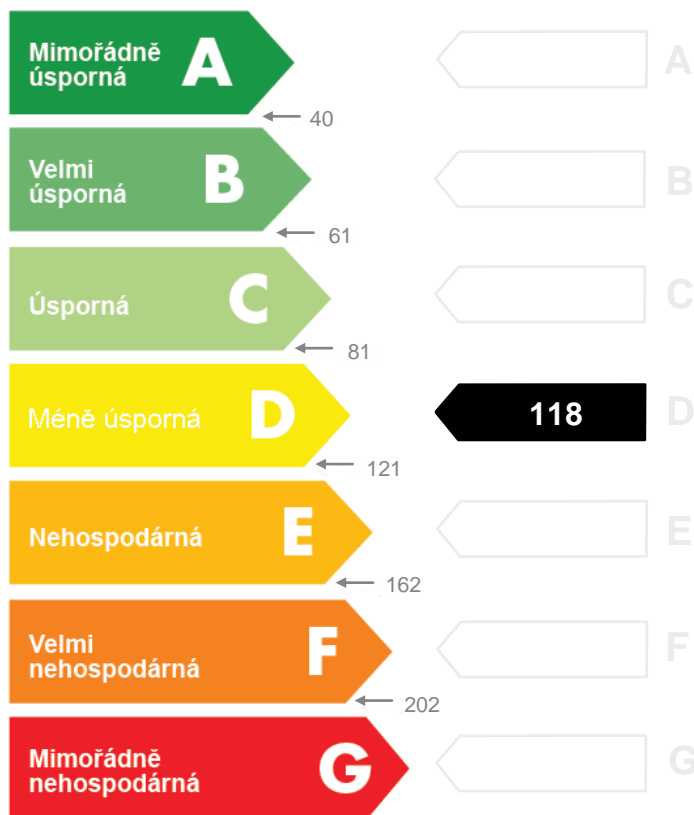 Mimořádně
úsporná
A
A
40
Velmi
úsporná
B
B
61
Úsporná
C
C
81
Méně úsporná
D
118
D
121
Nehospodárná
E
E
162
Velmi
nehospodárná
F
F
202
Mimořádně
nehospodárná
G
G